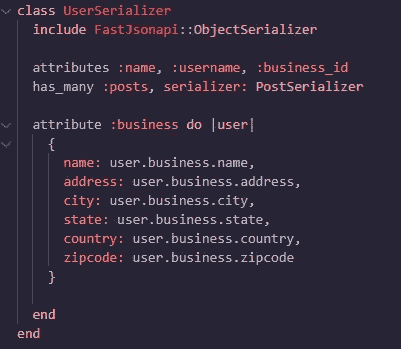 class UserSerializer
include FastJsonapi::ObjectSerializer
attributes :name, :username, :business_id
has_many :posts, serializer: PostSerializer
attribute :business do |user|
{
name: user.business.name,
address: user.business.address,
city: user.business.city,
state: user.business.state,
country: user.business.country,
zipcode: user.business.zipcode
}
end
end